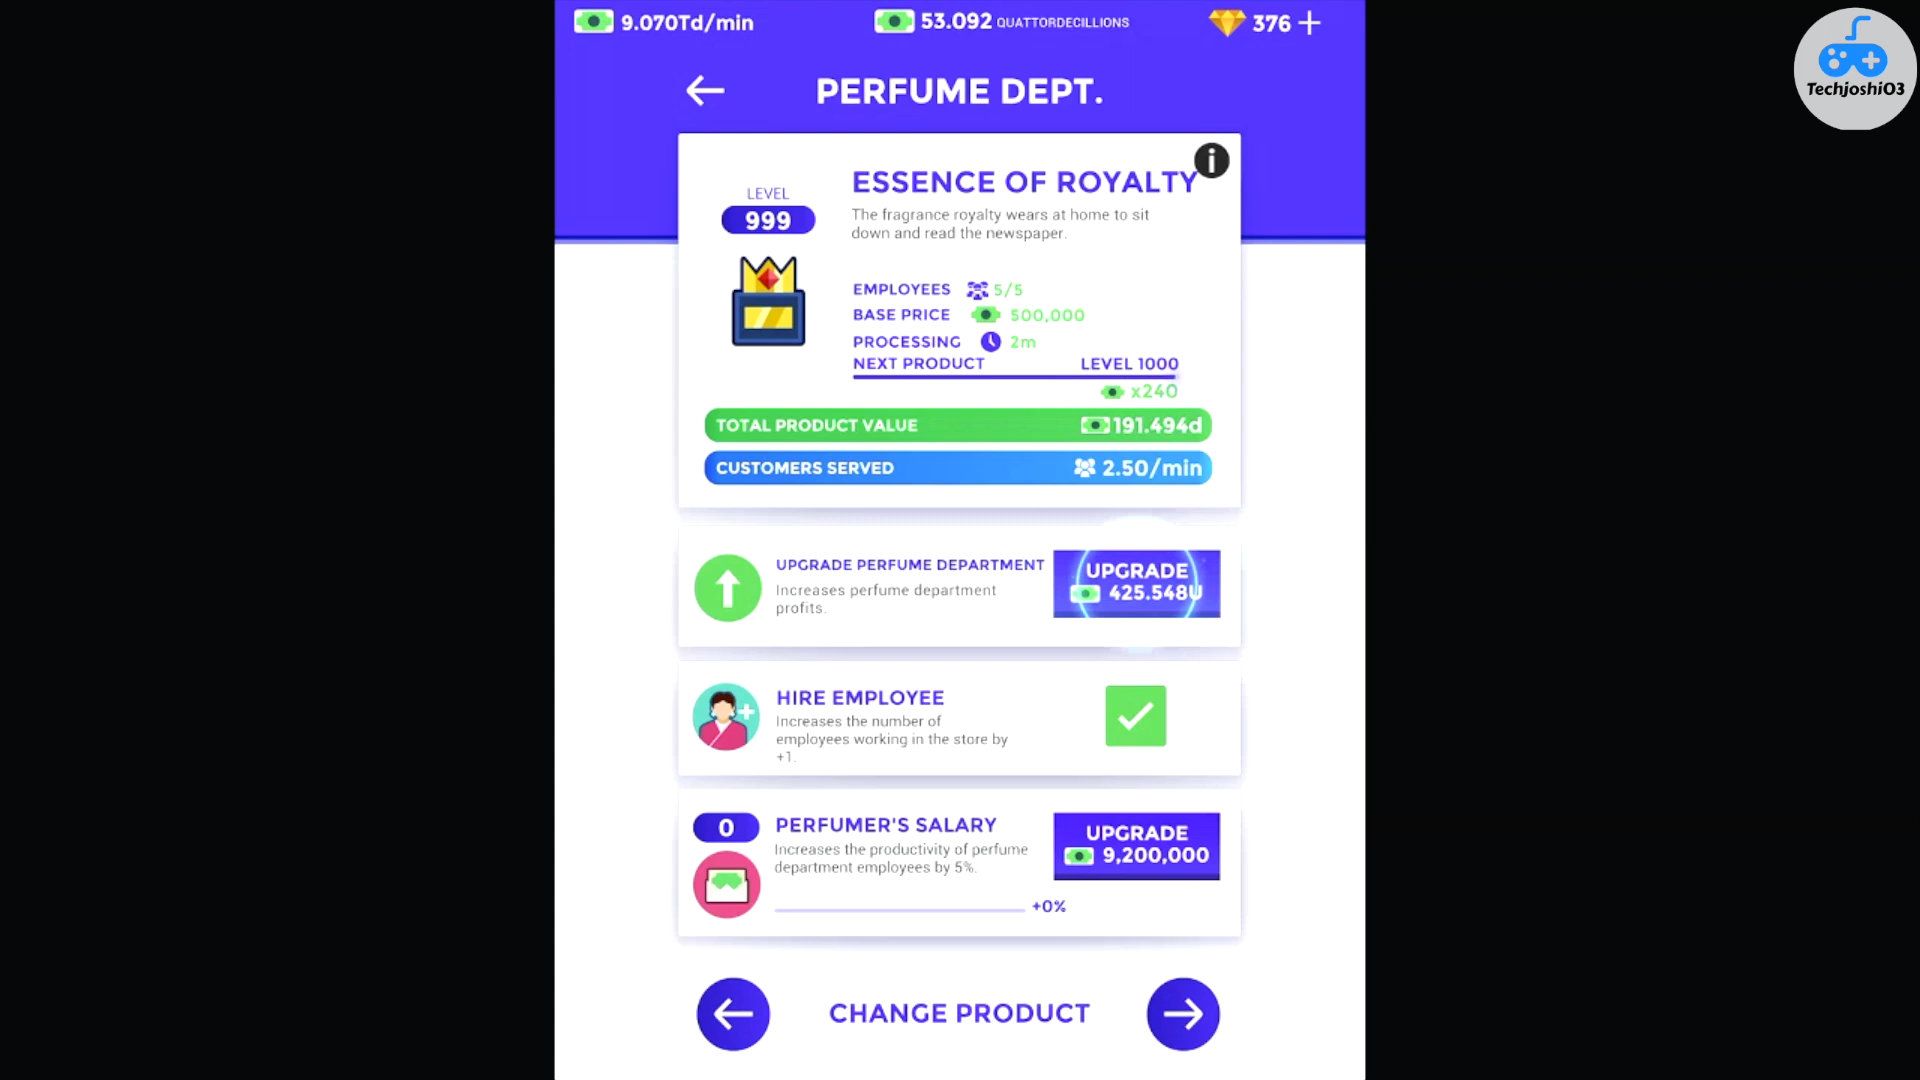 9.070Td/min
53.092 QUATTORDECILLIONS
376 +
TechjoshiO3
PERFUME DEPT.
LEVEL
999
ESSENCE OF ROYALTY
i
The fragrance royalty wears at home to sit
down and read the newspaper.
EMPLOYEES 5/5
BASE PRICE 500,000
PROCESSING 2m
NEXT PRODUCT LEVEL 1000
x240
TOTAL PRODUCT VALUE 191.494d
CUSTOMERS SERVED 2.50/min
UPGRADE PERFUME DEPARTMENT
Increases perfume department
profits.
UPGRADE
425.548U
HIRE EMPLOYEE
Increases the number of
employees working in the store by
+1.
0
PERFUMER'S SALARY
Increases the productivity of perfume
department employees by 5%.
+0%
UPGRADE
9,200,000
CHANGE PRODUCT